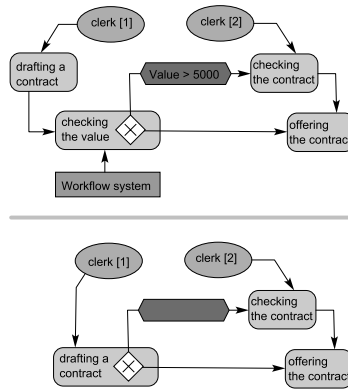 clerk [1]
clerk [2]
drafting a
contract
Value > 5000
checking
the contract
checking
the value
offering
the contract
Workflow system
clerk [1]
clerk [2]
checking
the contract
drafting a
contract
offering
the contract